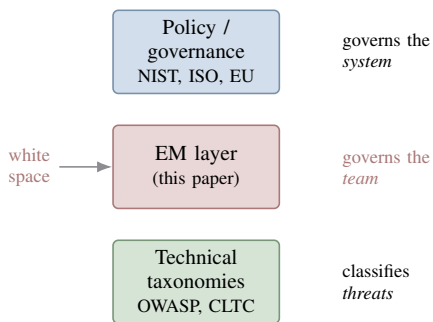 Policy /
governance
NIST, ISO, EU
governs the
system
white
space
EM layer
(this paper)
governs the
team
Technical
taxonomies
OWASP, CLTC
classifies
threats